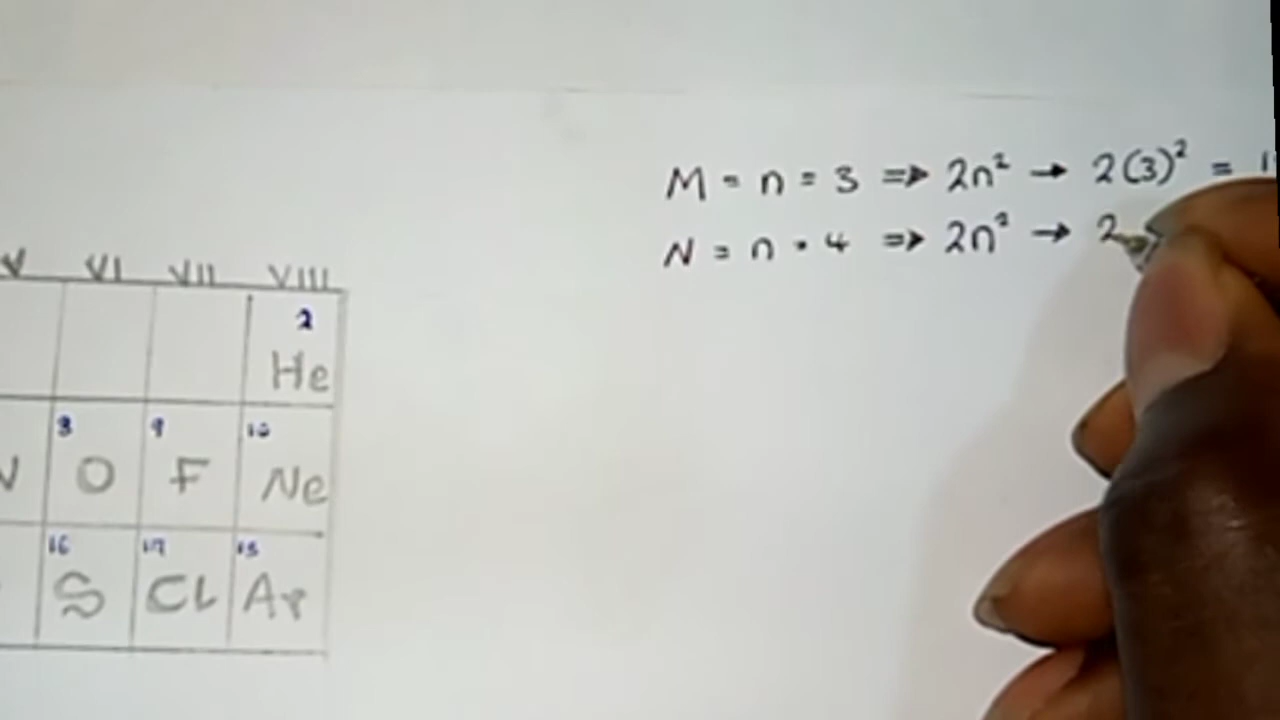 M = n = 3 => 2n² → 2(3)² =
N = n = 4 => 2n² → 2
V VI VII VIII
2
He
8 9 10
N O F Ne
16 17 18
S CL Ar